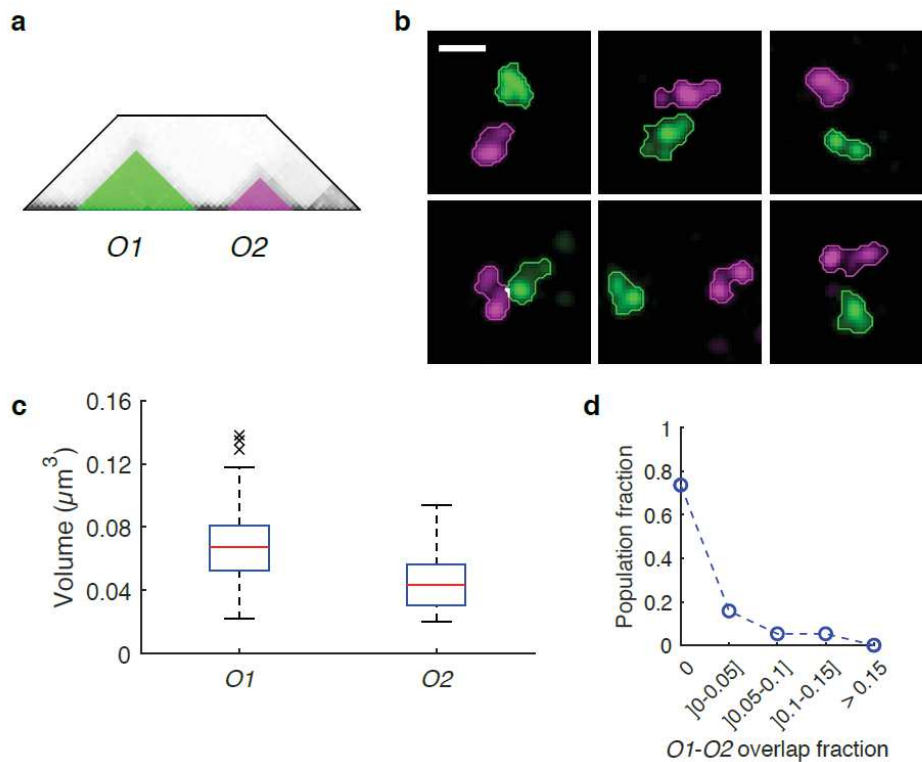 a
O1
O2
b
c
Volume (μm³)
0.16
0.12
0.08
0.04
0
O1
O2
d
Population fraction
1
0.8
0.6
0.4
0.2
0
0
]0-0.05]
]0.05-0.1]
]0.1-0.15]
> 0.15
O1-O2 overlap fraction